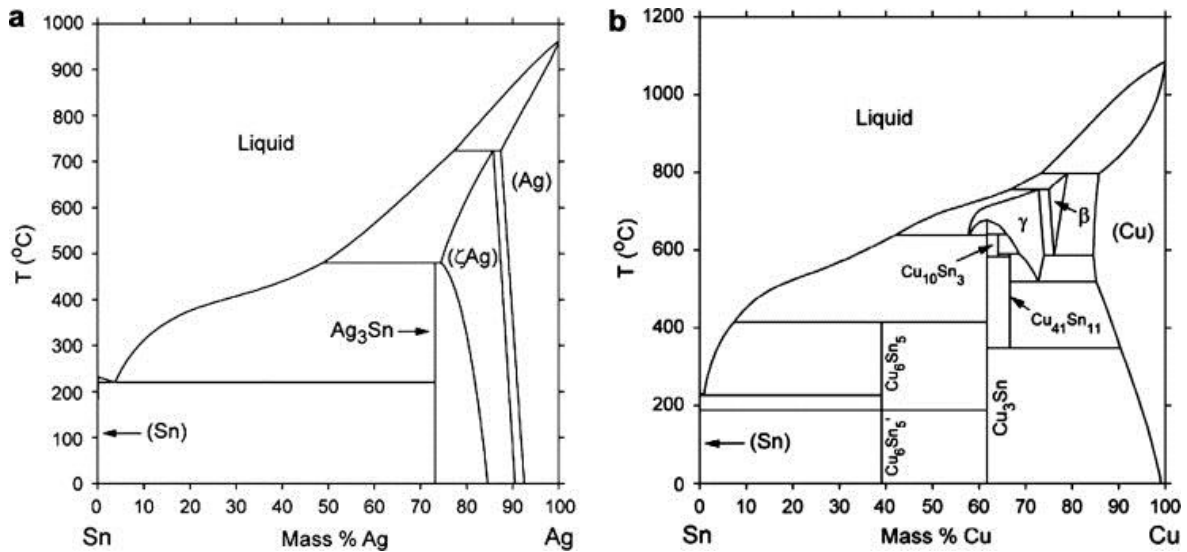 a
1000
900
800
700
600
500
400
300
200
100
0
T (°C)
Liquid
(Ag)
(ζAg)
Ag3Sn
(Sn)
0 10 20 30 40 50 60 70 80 90 100
Sn Mass % Ag Ag
b
1200
1000
800
600
400
200
0
T (°C)
Liquid
γ
β
(Cu)
Cu10Sn3
Cu41Sn11
Cu6Sn5
Cu3Sn
Cu6Sn5'
(Sn)
0 10 20 30 40 50 60 70 80 90 100
Sn Mass % Cu Cu